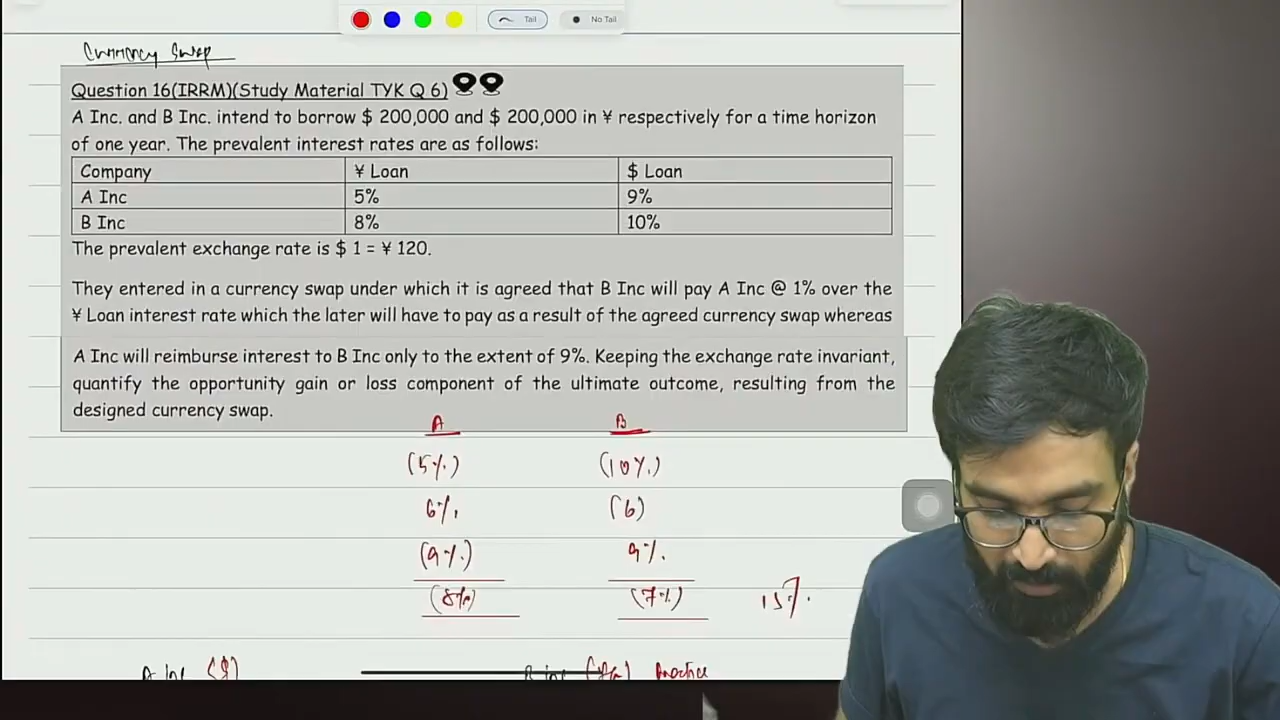 Tail No Tail
Currency Swap
Question 16(IRRM)(Study Material TYK Q 6)
A Inc. and B Inc. intend to borrow $ 200,000 and $ 200,000 in ¥ respectively for a time horizon
of one year. The prevalent interest rates are as follows:
Company ¥ Loan $ Loan
A Inc 5% 9%
B Inc 8% 10%
The prevalent exchange rate is $ 1 = ¥ 120.
They entered in a currency swap under which it is agreed that B Inc will pay A Inc @ 1% over the
¥ Loan interest rate which the later will have to pay as a result of the agreed currency swap whereas
A Inc will reimburse interest to B Inc only to the extent of 9%. Keeping the exchange rate invariant,
quantify the opportunity gain or loss component of the ultimate outcome, resulting from the
designed currency swap.
A B
(5%) (10%)
6% (6)
(9%) 9%
(8%) (7%) 15%
A Inc ($) B Inc Practice